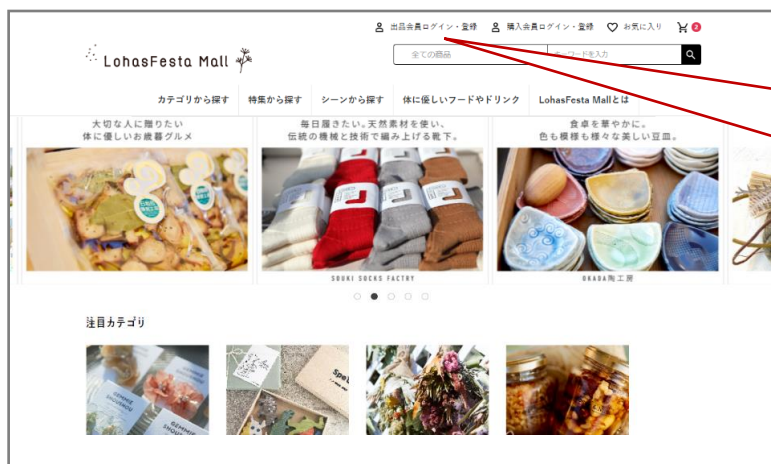 出品会員ログイン・登録 購入会員ログイン・登録 お気に入り 2
LohasFesta Mall
全ての商品 キーワードを入力
カテゴリから探す 特集から探す シーンから探す 体に優しいフードやドリンク LohasFesta Mallとは
大切な人に贈りたい
体に優しいお歳暮グルメ
毎日履きたい。天然素材を使い、
伝統の機械と技術で編み上げる靴下。
食卓を華やかに。
色も模様も様々な美しい豆皿。
SOUKI SOCKS FACTRY
OKADA陶工房
注目カテゴリ
GEMMIE
SHOUSHOU